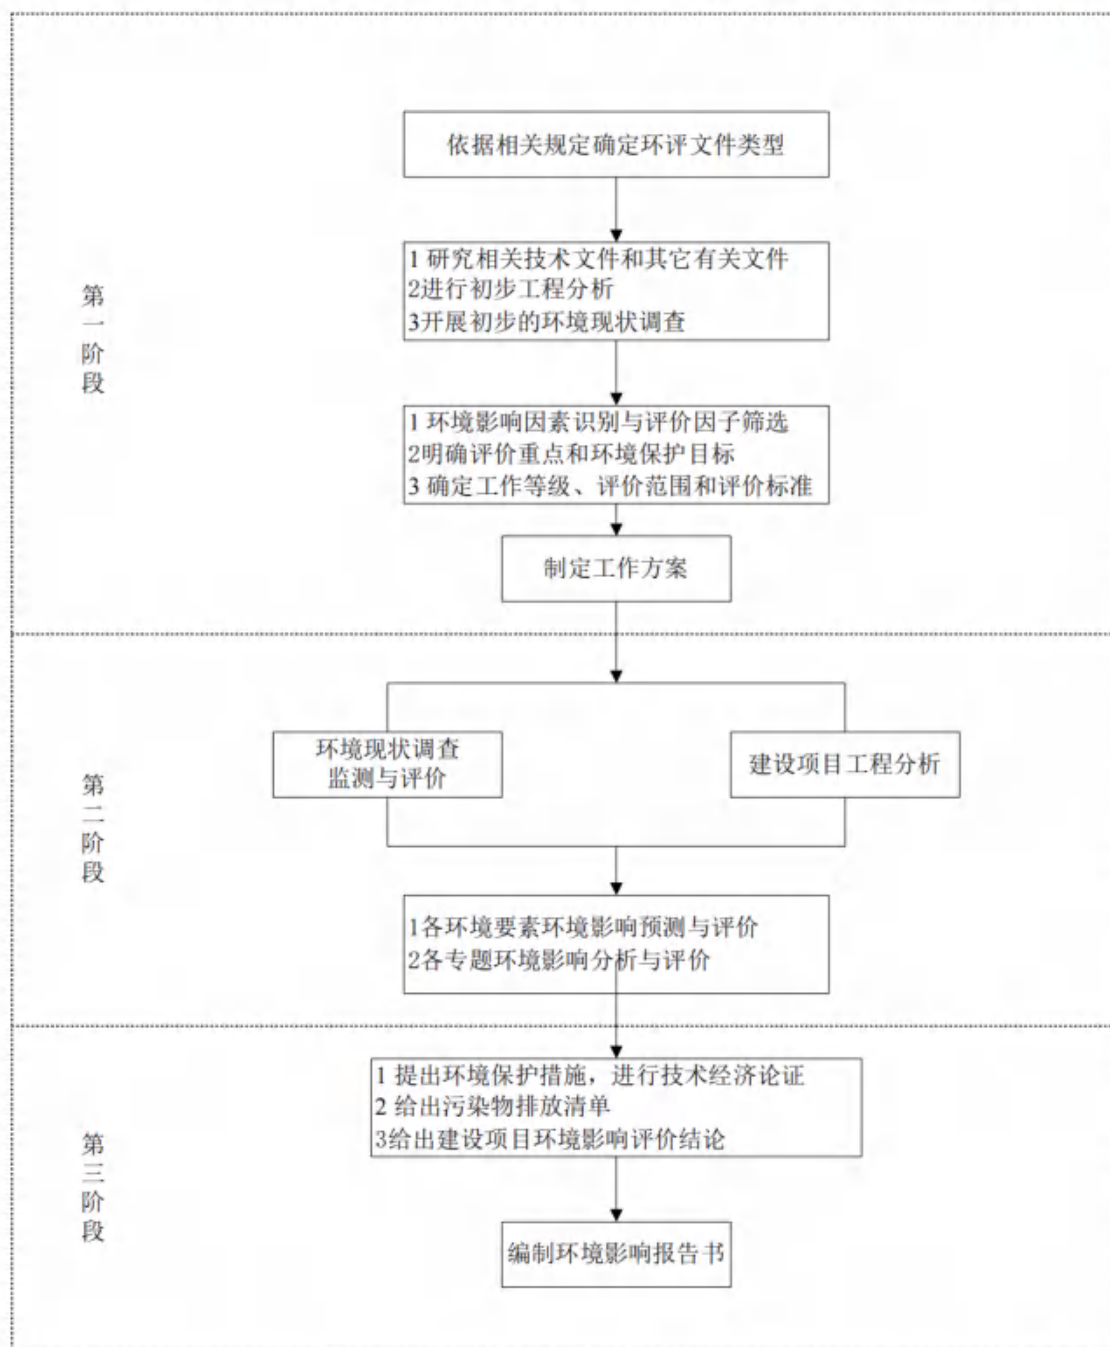 依据相关规定确定环评文件类型
1 研究相关技术文件和其它有关文件
2进行初步工程分析
3开展初步的环境现状调查
第一阶段
1 环境影响因素识别与评价因子筛选
2明确评价重点和环境保护目标
3 确定工作等级、评价范围和评价标准
制定工作方案
环境现状调查
监测与评价
建设项目工程分析
第二阶段
1各环境要素环境影响预测与评价
2各专题环境影响分析与评价
1 提出环境保护措施，进行技术经济论证
2 给出污染物排放清单
3给出建设项目环境影响评价结论
第三阶段
编制环境影响报告书